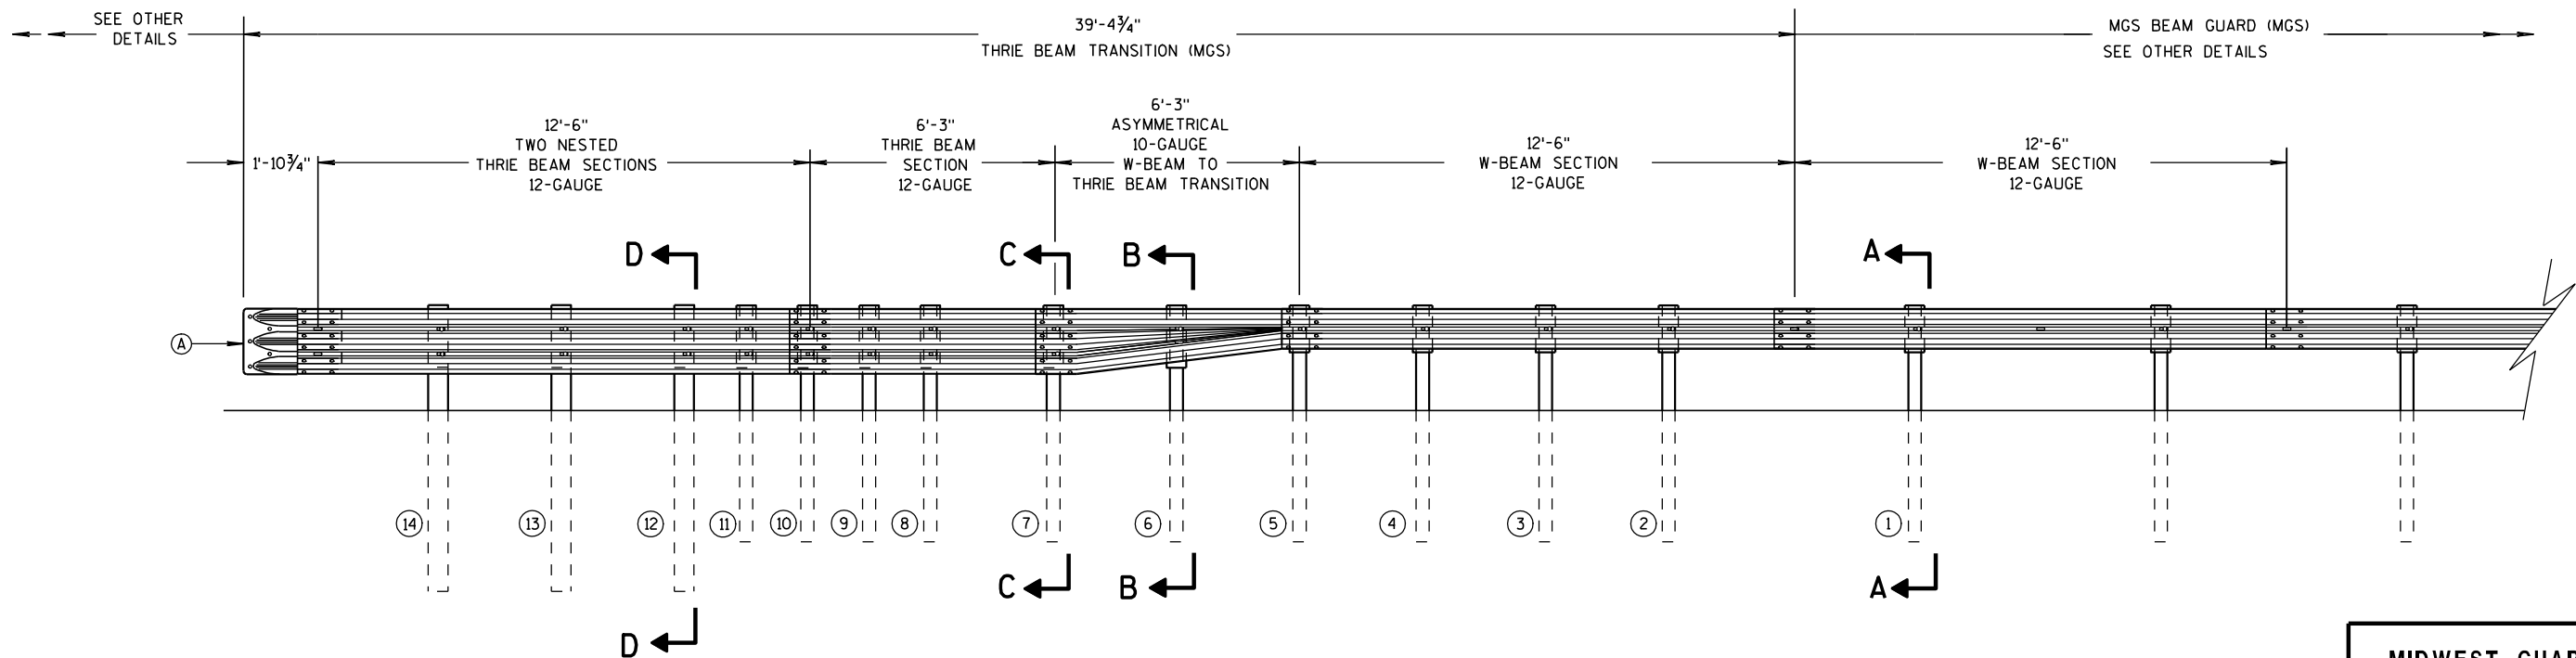 SEE OTHER
DETAILS
39'-4¾"
THRIE BEAM TRANSITION (MGS)
MGS BEAM GUARD (MGS)
SEE OTHER DETAILS
1'-10¾"
12'-6"
TWO NESTED
THRIE BEAM SECTIONS
12-GAUGE
6'-3"
THRIE BEAM
SECTION
12-GAUGE
6'-3"
ASYMMETRICAL
10-GAUGE
W-BEAM TO
THRIE BEAM TRANSITION
12'-6"
W-BEAM SECTION
12-GAUGE
12'-6"
W-BEAM SECTION
12-GAUGE
D
C
B
A
A
14
13
12
11
10
9
8
7
6
5
4
3
2
1
C
B
A
D